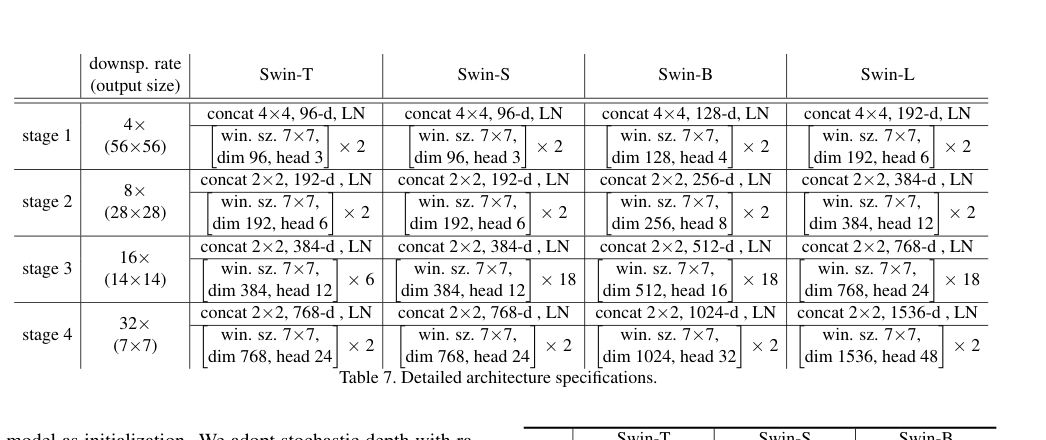 downsp. rate
(output size)
Swin-T
Swin-S
Swin-B
Swin-L
stage 1
4×
(56×56)
concat 4×4, 96-d, LN
concat 4×4, 96-d, LN
concat 4×4, 128-d, LN
concat 4×4, 192-d, LN
[win. sz. 7×7,
dim 96, head 3] × 2
[win. sz. 7×7,
dim 96, head 3] × 2
[win. sz. 7×7,
dim 128, head 4] × 2
[win. sz. 7×7,
dim 192, head 6] × 2
stage 2
8×
(28×28)
concat 2×2, 192-d , LN
concat 2×2, 192-d , LN
concat 2×2, 256-d , LN
concat 2×2, 384-d , LN
[win. sz. 7×7,
dim 192, head 6] × 2
[win. sz. 7×7,
dim 192, head 6] × 2
[win. sz. 7×7,
dim 256, head 8] × 2
[win. sz. 7×7,
dim 384, head 12] × 2
stage 3
16×
(14×14)
concat 2×2, 384-d , LN
concat 2×2, 384-d , LN
concat 2×2, 512-d , LN
concat 2×2, 768-d , LN
[win. sz. 7×7,
dim 384, head 12] × 6
[win. sz. 7×7,
dim 384, head 12] × 18
[win. sz. 7×7,
dim 512, head 16] × 18
[win. sz. 7×7,
dim 768, head 24] × 18
stage 4
32×
(7×7)
concat 2×2, 768-d , LN
concat 2×2, 768-d , LN
concat 2×2, 1024-d , LN
concat 2×2, 1536-d , LN
[win. sz. 7×7,
dim 768, head 24] × 2
[win. sz. 7×7,
dim 768, head 24] × 2
[win. sz. 7×7,
dim 1024, head 32] × 2
[win. sz. 7×7,
dim 1536, head 48] × 2
Table 7. Detailed architecture specifications.
model as initialization. We adopt stochastic depth with ra-
Swin-T
Swin-S
Swin-B